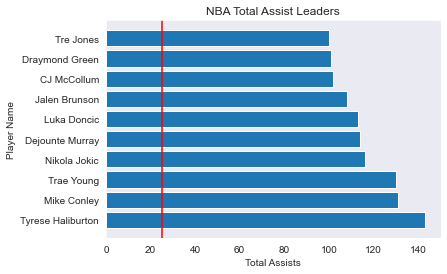 NBA Total Assist Leaders
Player Name
Tre Jones
Draymond Green
CJ McCollum
Jalen Brunson
Luka Doncic
Dejounte Murray
Nikola Jokic
Trae Young
Mike Conley
Tyrese Haliburton
0 20 40 60 80 100 120 140
Total Assists